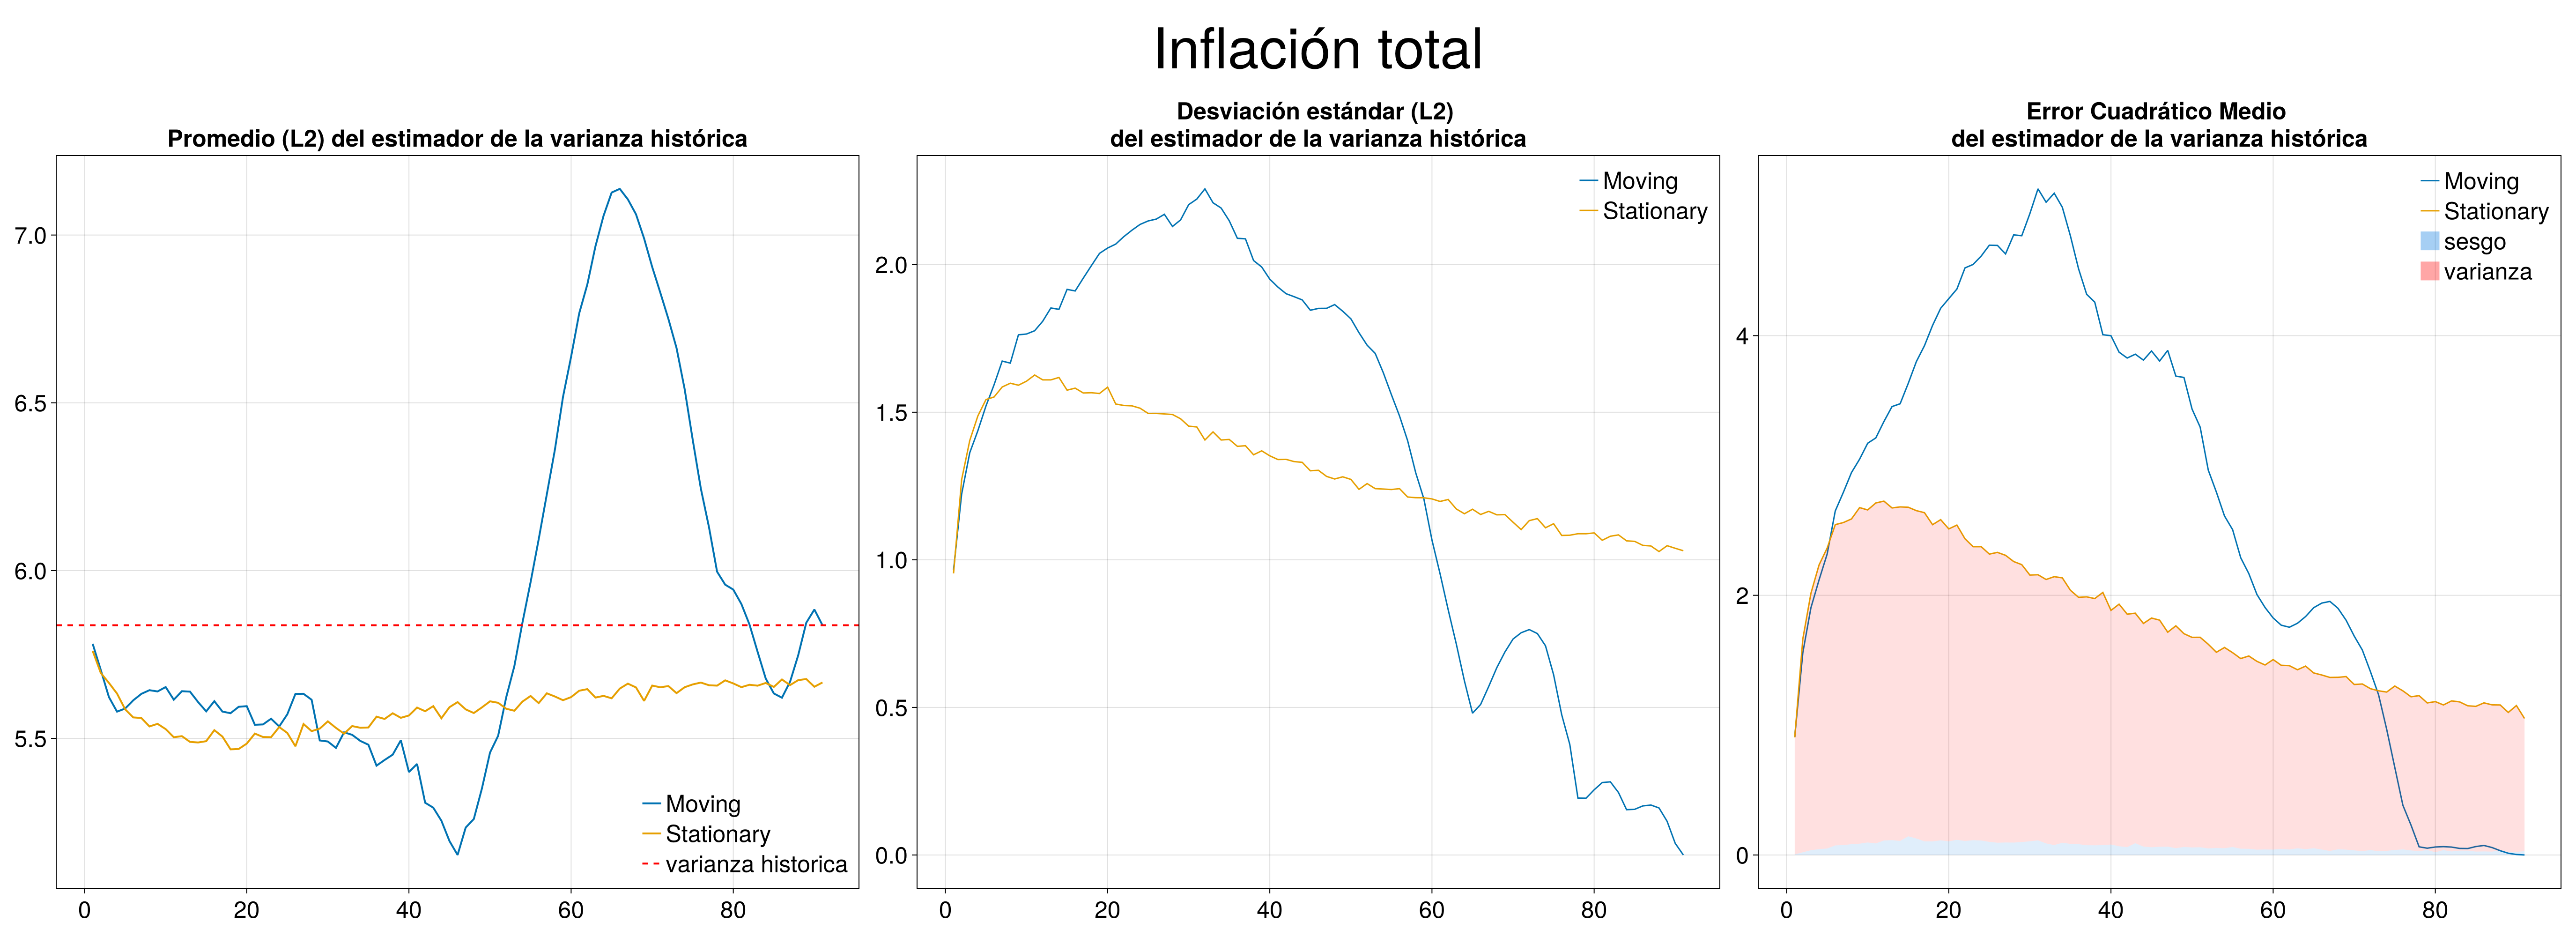 Inflación total
Promedio (L2) del estimador de la varianza histórica
7.0
6.5
6.0
5.5
0
20
40
60
80
Moving
Stationary
varianza historica
Desviación estándar (L2)
del estimador de la varianza histórica
2.0
1.5
1.0
0.5
0.0
0
20
40
60
80
Moving
Stationary
Error Cuadrático Medio
del estimador de la varianza histórica
4
2
0
0
20
40
60
80
Moving
Stationary
sesgo
varianza